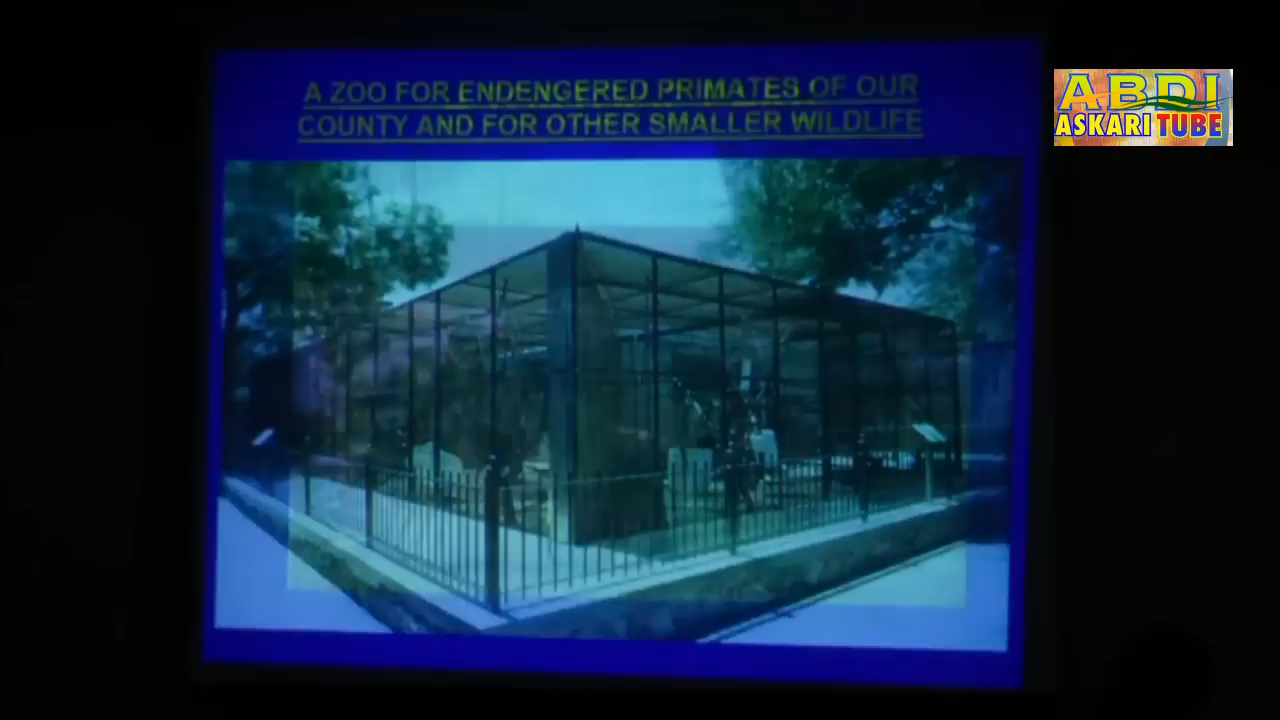 A ZOO FOR ENDENGERED PRIMATES OF OUR
COUNTY AND FOR OTHER SMALLER WILDLIFE
ABDI
ASKARI TUBE